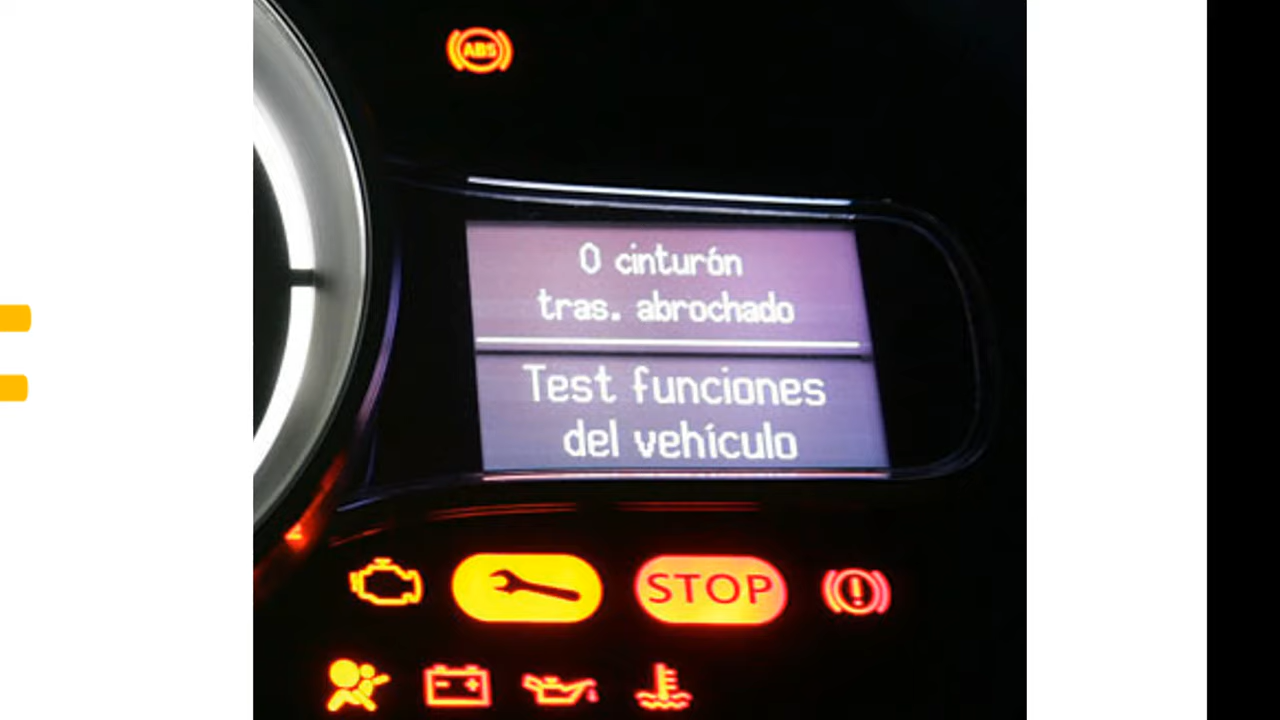 ABS
0 cinturón
tras. abrochado
Test funciones
del vehículo
STOP